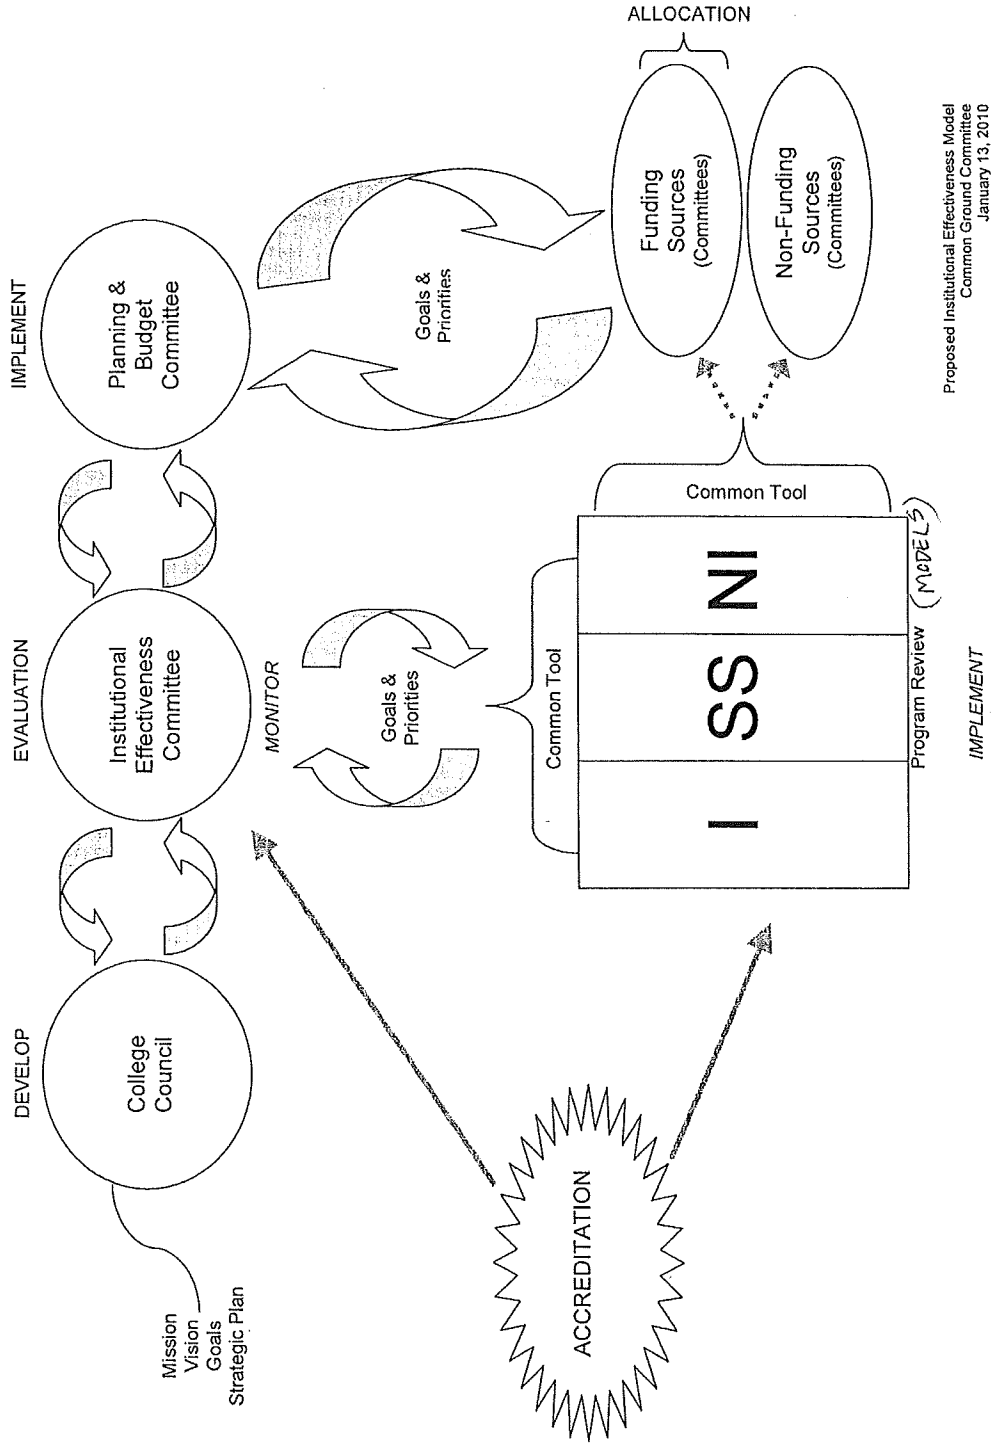 DEVELOP
EVALUATION
IMPLEMENT
College
Council
Institutional
Effectiveness
Committee
Planning &
Budget
Committee
Mission
Vision
Goals
Strategic Plan
MONITOR
Goals &
Priorities
Goals &
Priorities
ALLOCATION
Funding
Sources
(Committees)
Non-Funding
Sources
(Committees)
ACCREDITATION
Common Tool
Common Tool
I
SS
NI
Program Review (MODELS)
IMPLEMENT
Proposed Institutional Effectiveness Model
Common Ground Committee
January 13, 2010